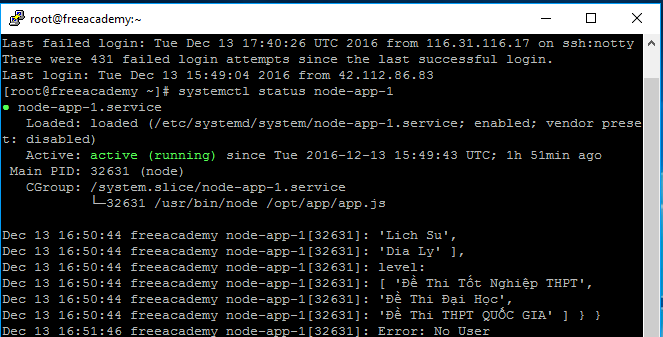 root@freeacademy:~
Last failed login: Tue Dec 13 17:40:26 UTC 2016 from 116.31.116.17 on ssh:notty
There were 431 failed login attempts since the last successful login.
Last login: Tue Dec 13 15:49:04 2016 from 42.112.86.83
[root@freeacademy ~]# systemctl status node-app-1
● node-app-1.service
   Loaded: loaded (/etc/systemd/system/node-app-1.service; enabled; vendor prese
t: disabled)
   Active: active (running) since Tue 2016-12-13 15:49:43 UTC; 1h 51min ago
 Main PID: 32631 (node)
   CGroup: /system.slice/node-app-1.service
           └─32631 /usr/bin/node /opt/app/app.js

Dec 13 16:50:44 freeacademy node-app-1[32631]: 'Lich Su',
Dec 13 16:50:44 freeacademy node-app-1[32631]: 'Dia Ly' ],
Dec 13 16:50:44 freeacademy node-app-1[32631]: level:
Dec 13 16:50:44 freeacademy node-app-1[32631]: [ 'Đề Thi Tốt Nghiệp THPT',
Dec 13 16:50:44 freeacademy node-app-1[32631]: 'Đề Thi Đại Học',
Dec 13 16:50:44 freeacademy node-app-1[32631]: 'Đề Thi THPT QUỐC GIA' ] } }
Dec 13 16:51:46 freeacademy node-app-1[32631]: Error: No User